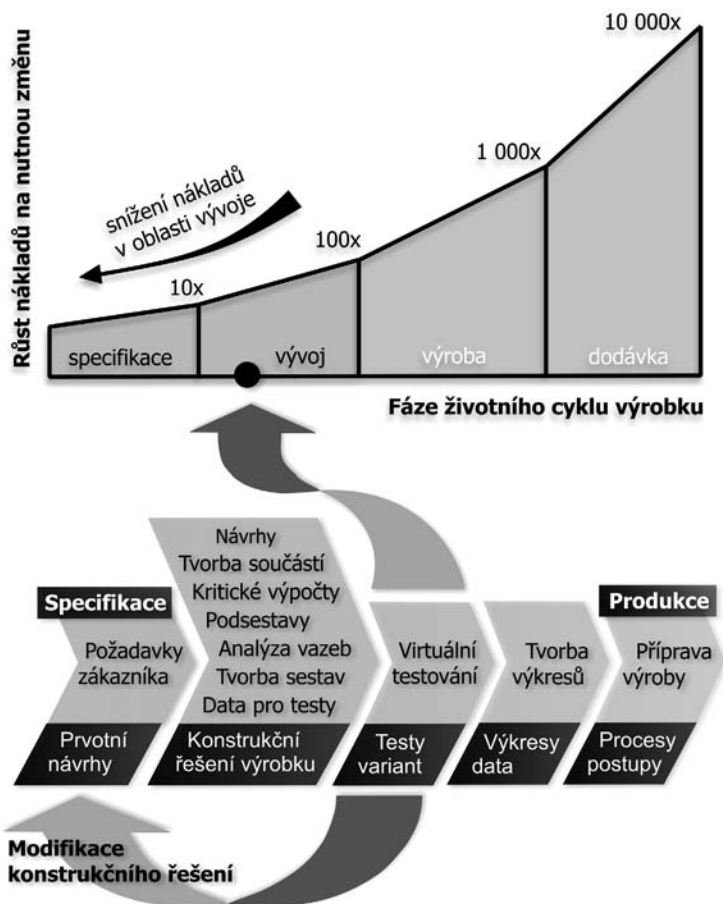 Růst nákladů na nutnou změnu
10 000x
1 000x
100x
10x
snížení nákladů
v oblasti vývoje
specifikace
vývoj
výroba
dodávka
Fáze životního cyklu výrobku
Specifikace
Požadavky
zákazníka
Prvotní
návrhy
Návrhy
Tvorba součástí
Kritické výpočty
Podsestavy
Analýza vazeb
Tvorba sestav
Data pro testy
Konstrukční
řešení výrobku
Virtuální
testování
Testy
variant
Tvorba
výkresů
Výkresy
data
Produkce
Příprava
výroby
Procesy
postupy
Modifikace
konstrukčního řešení